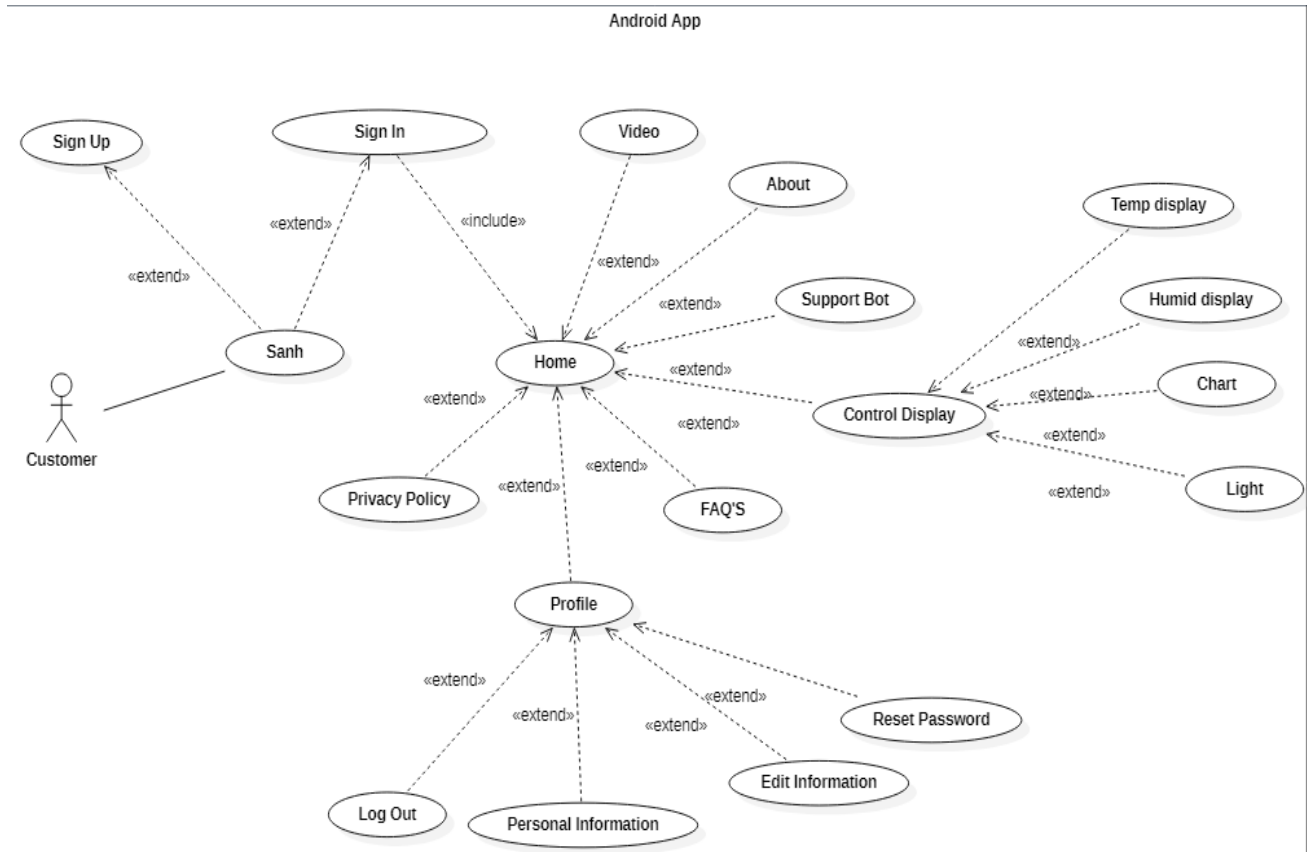 Android App
Video
Sign In
Sign Up
About
Temp display
«include»
«extend»
«extend»
«extend»
Support Bot
Humid display
«extend»
«extend»
Sanh
Home
«extend»
«extend»
Chart
«extend»
«extend»
Control Display
«extend»
«extend»
Customer
«extend»
«extend»
«extend»
Light
Privacy Policy
FAQ'S
Profile
«extend»
«extend»
«extend»
«extend»
Reset Password
Edit Information
Log Out
Personal Information